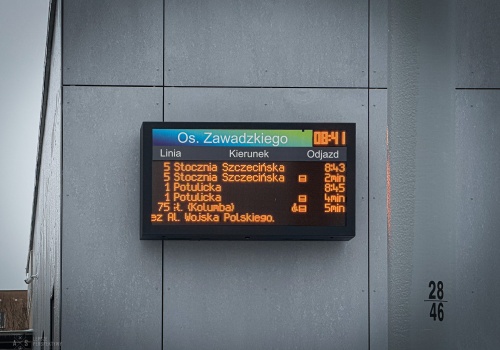 Os. Zawadzkiego 08:41
Linia Kierunek Odjazd
5 Stocznia Szczecińska 8:43
5 Stocznia Szczecińska 2min
1 Potulicka 8:45
1 Potulicka 4min
75 Gł. (Kolumba) 5min
ez Al. Wojska Polskiego.
28
46